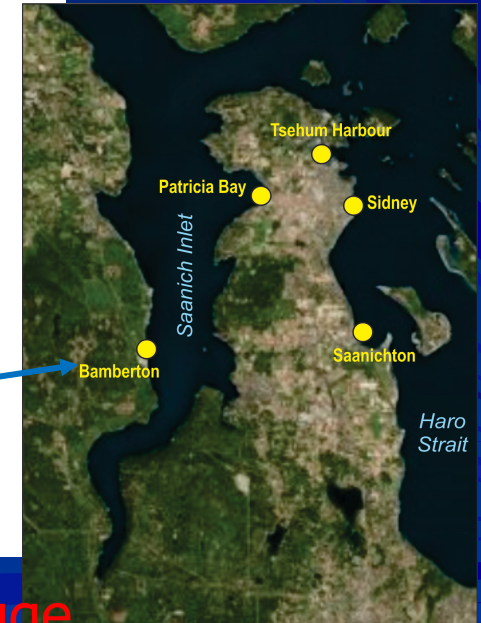 Tsehum Harbour
Patricia Bay
Sidney
Saanich Inlet
Saanichton
Bamberton
Haro
Strait